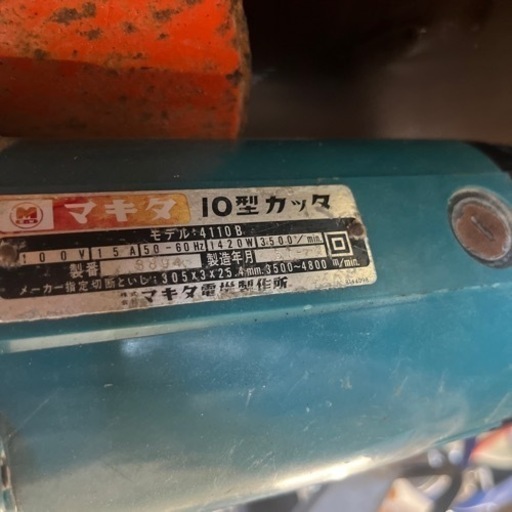 マキタ 10型カッタ
モデル:4110B
100V 15A 50-60Hz 1420W 3,500/min.
製番 製造年月
メーカー指定切断といし:305×3×25.4mm.3500~4800m/min.
マキタ電機製作所